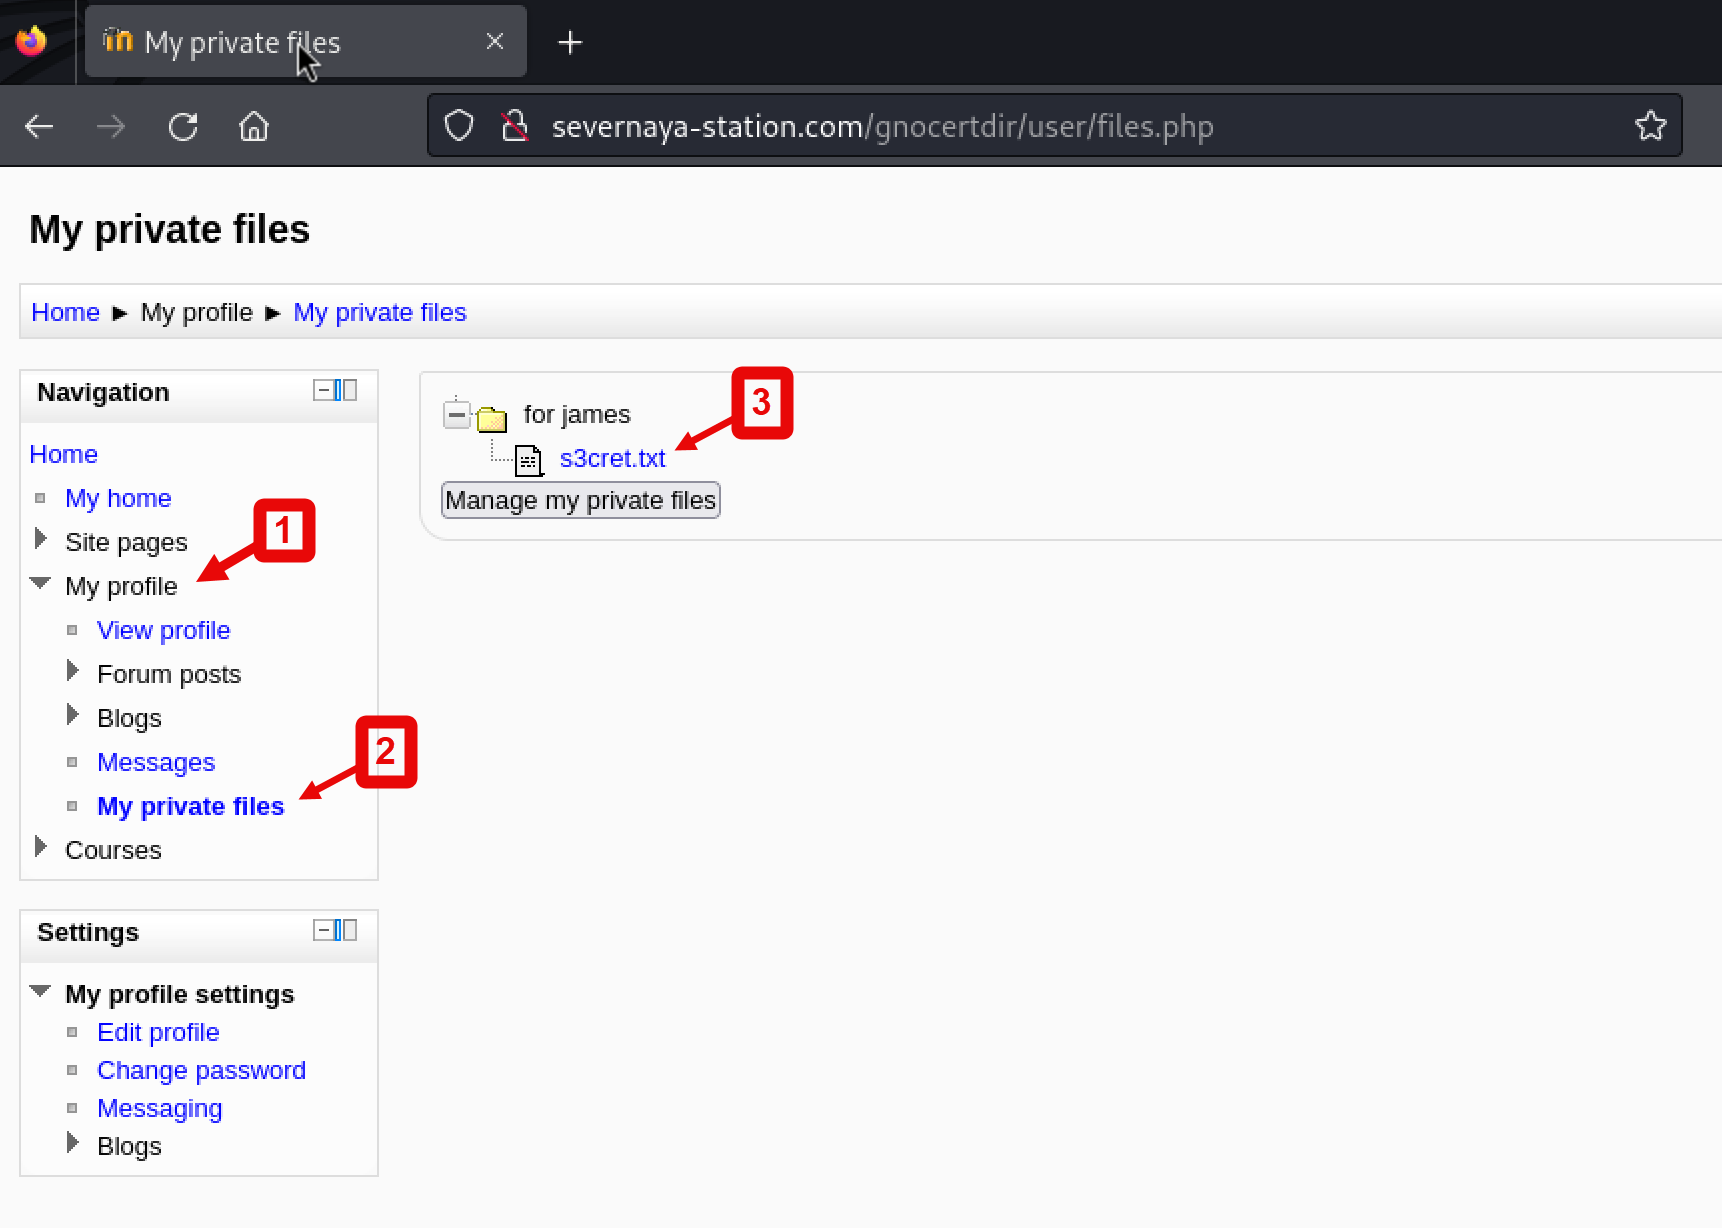 My private files
severnaya-station.com/gnocertdir/user/files.php
My private files
Home ► My profile ► My private files
Navigation
Home
My home
Site pages
My profile
View profile
Forum posts
Blogs
Messages
My private files
Courses
1
2
for james
s3cret.txt
Manage my private files
3
Settings
My profile settings
Edit profile
Change password
Messaging
Blogs